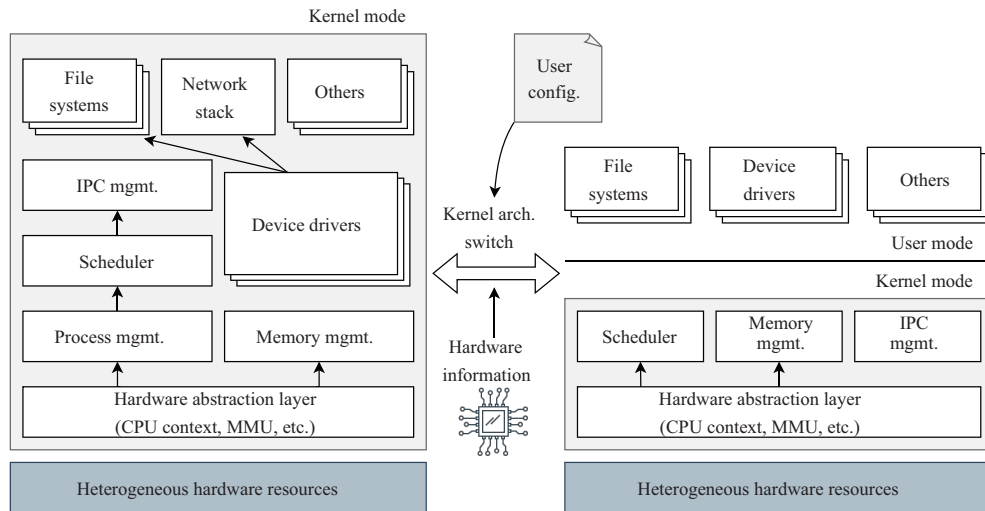 Kernel mode
File
systems
Network
stack
Others
IPC mgmt.
Device drivers
Scheduler
Process mgmt.
Memory mgmt.
Hardware abstraction layer
(CPU context, MMU, etc.)
Heterogeneous hardware resources
User
config.
Kernel arch.
switch
Hardware
information
File
systems
Device
drivers
Others
User mode
Kernel mode
Scheduler
Memory
mgmt.
IPC
mgmt.
Hardware abstraction layer
(CPU context, MMU, etc.)
Heterogeneous hardware resources